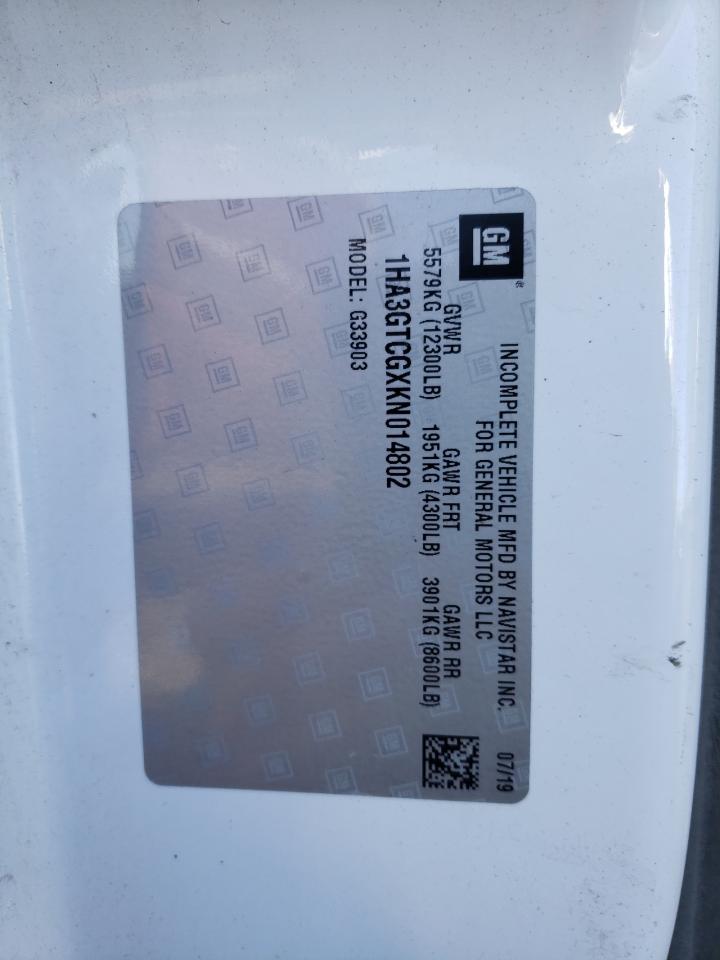 GM
INCOMPLETE VEHICLE MFD BY NAVISTAR INC. 07/19
FOR GENERAL MOTORS LLC
GVWR GAWR FRT GAWR RR
5579KG (12300LB) 1951KG (4300LB) 3901KG (8600LB)
1HA3GTCGXKN014802
MODEL: G33903